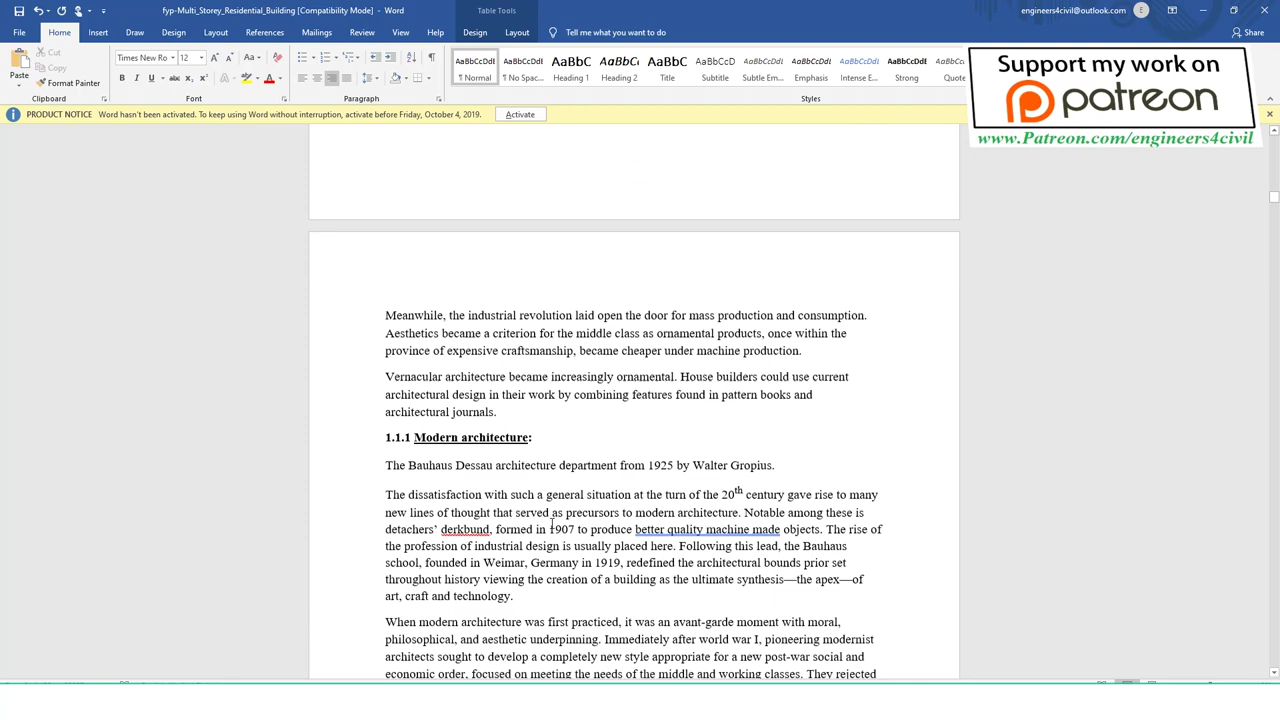 fyp-Multi_Storey_Residential_Building [Compatibility Mode] - Word
Table Tools
engineers4civil@outlook.com
E
File
Home
Insert
Draw
Design
Layout
References
Mailings
Review
View
Help
Design
Layout
Tell me what you want to do
Share
Paste
Cut
Copy
Format Painter
Clipboard
Times New Ro
12
Font
Paragraph
AaBbCcDd
¶ Normal
AaBbCcDd
¶ No Spac...
AaBbC
Heading 1
AaBbC
Heading 2
AaBbC
Title
AaBbCcD
Subtitle
AaBbCcDd
Subtle Em...
AaBbCcDd
Emphasis
AaBbCcDd
Intense E...
AaBbCcDd
Strong
AaBbC
Quote
Styles
Support my work on
patreon
www.Patreon.com/engineers4civil
PRODUCT NOTICE Word hasn't been activated. To keep using Word without interruption, activate before Friday, October 4, 2019.
Activate
Meanwhile, the industrial revolution laid open the door for mass production and consumption.
Aesthetics became a criterion for the middle class as ornamental products, once within the
province of expensive craftsmanship, became cheaper under machine production.
Vernacular architecture became increasingly ornamental. House builders could use current
architectural design in their work by combining features found in pattern books and
architectural journals.
1.1.1 Modern architecture:
The Bauhaus Dessau architecture department from 1925 by Walter Gropius.
The dissatisfaction with such a general situation at the turn of the 20th century gave rise to many
new lines of thought that served as precursors to modern architecture. Notable among these is
detachers’ derkbund, formed in 1907 to produce better quality machine made objects. The rise of
the profession of industrial design is usually placed here. Following this lead, the Bauhaus
school, founded in Weimar, Germany in 1919, redefined the architectural bounds prior set
throughout history viewing the creation of a building as the ultimate synthesis—the apex—of
art, craft and technology.
When modern architecture was first practiced, it was an avant-garde moment with moral,
philosophical, and aesthetic underpinning. Immediately after world war I, pioneering modernist
architects sought to develop a completely new style appropriate for a new post-war social and
economic order, focused on meeting the needs of the middle and working classes. They rejected